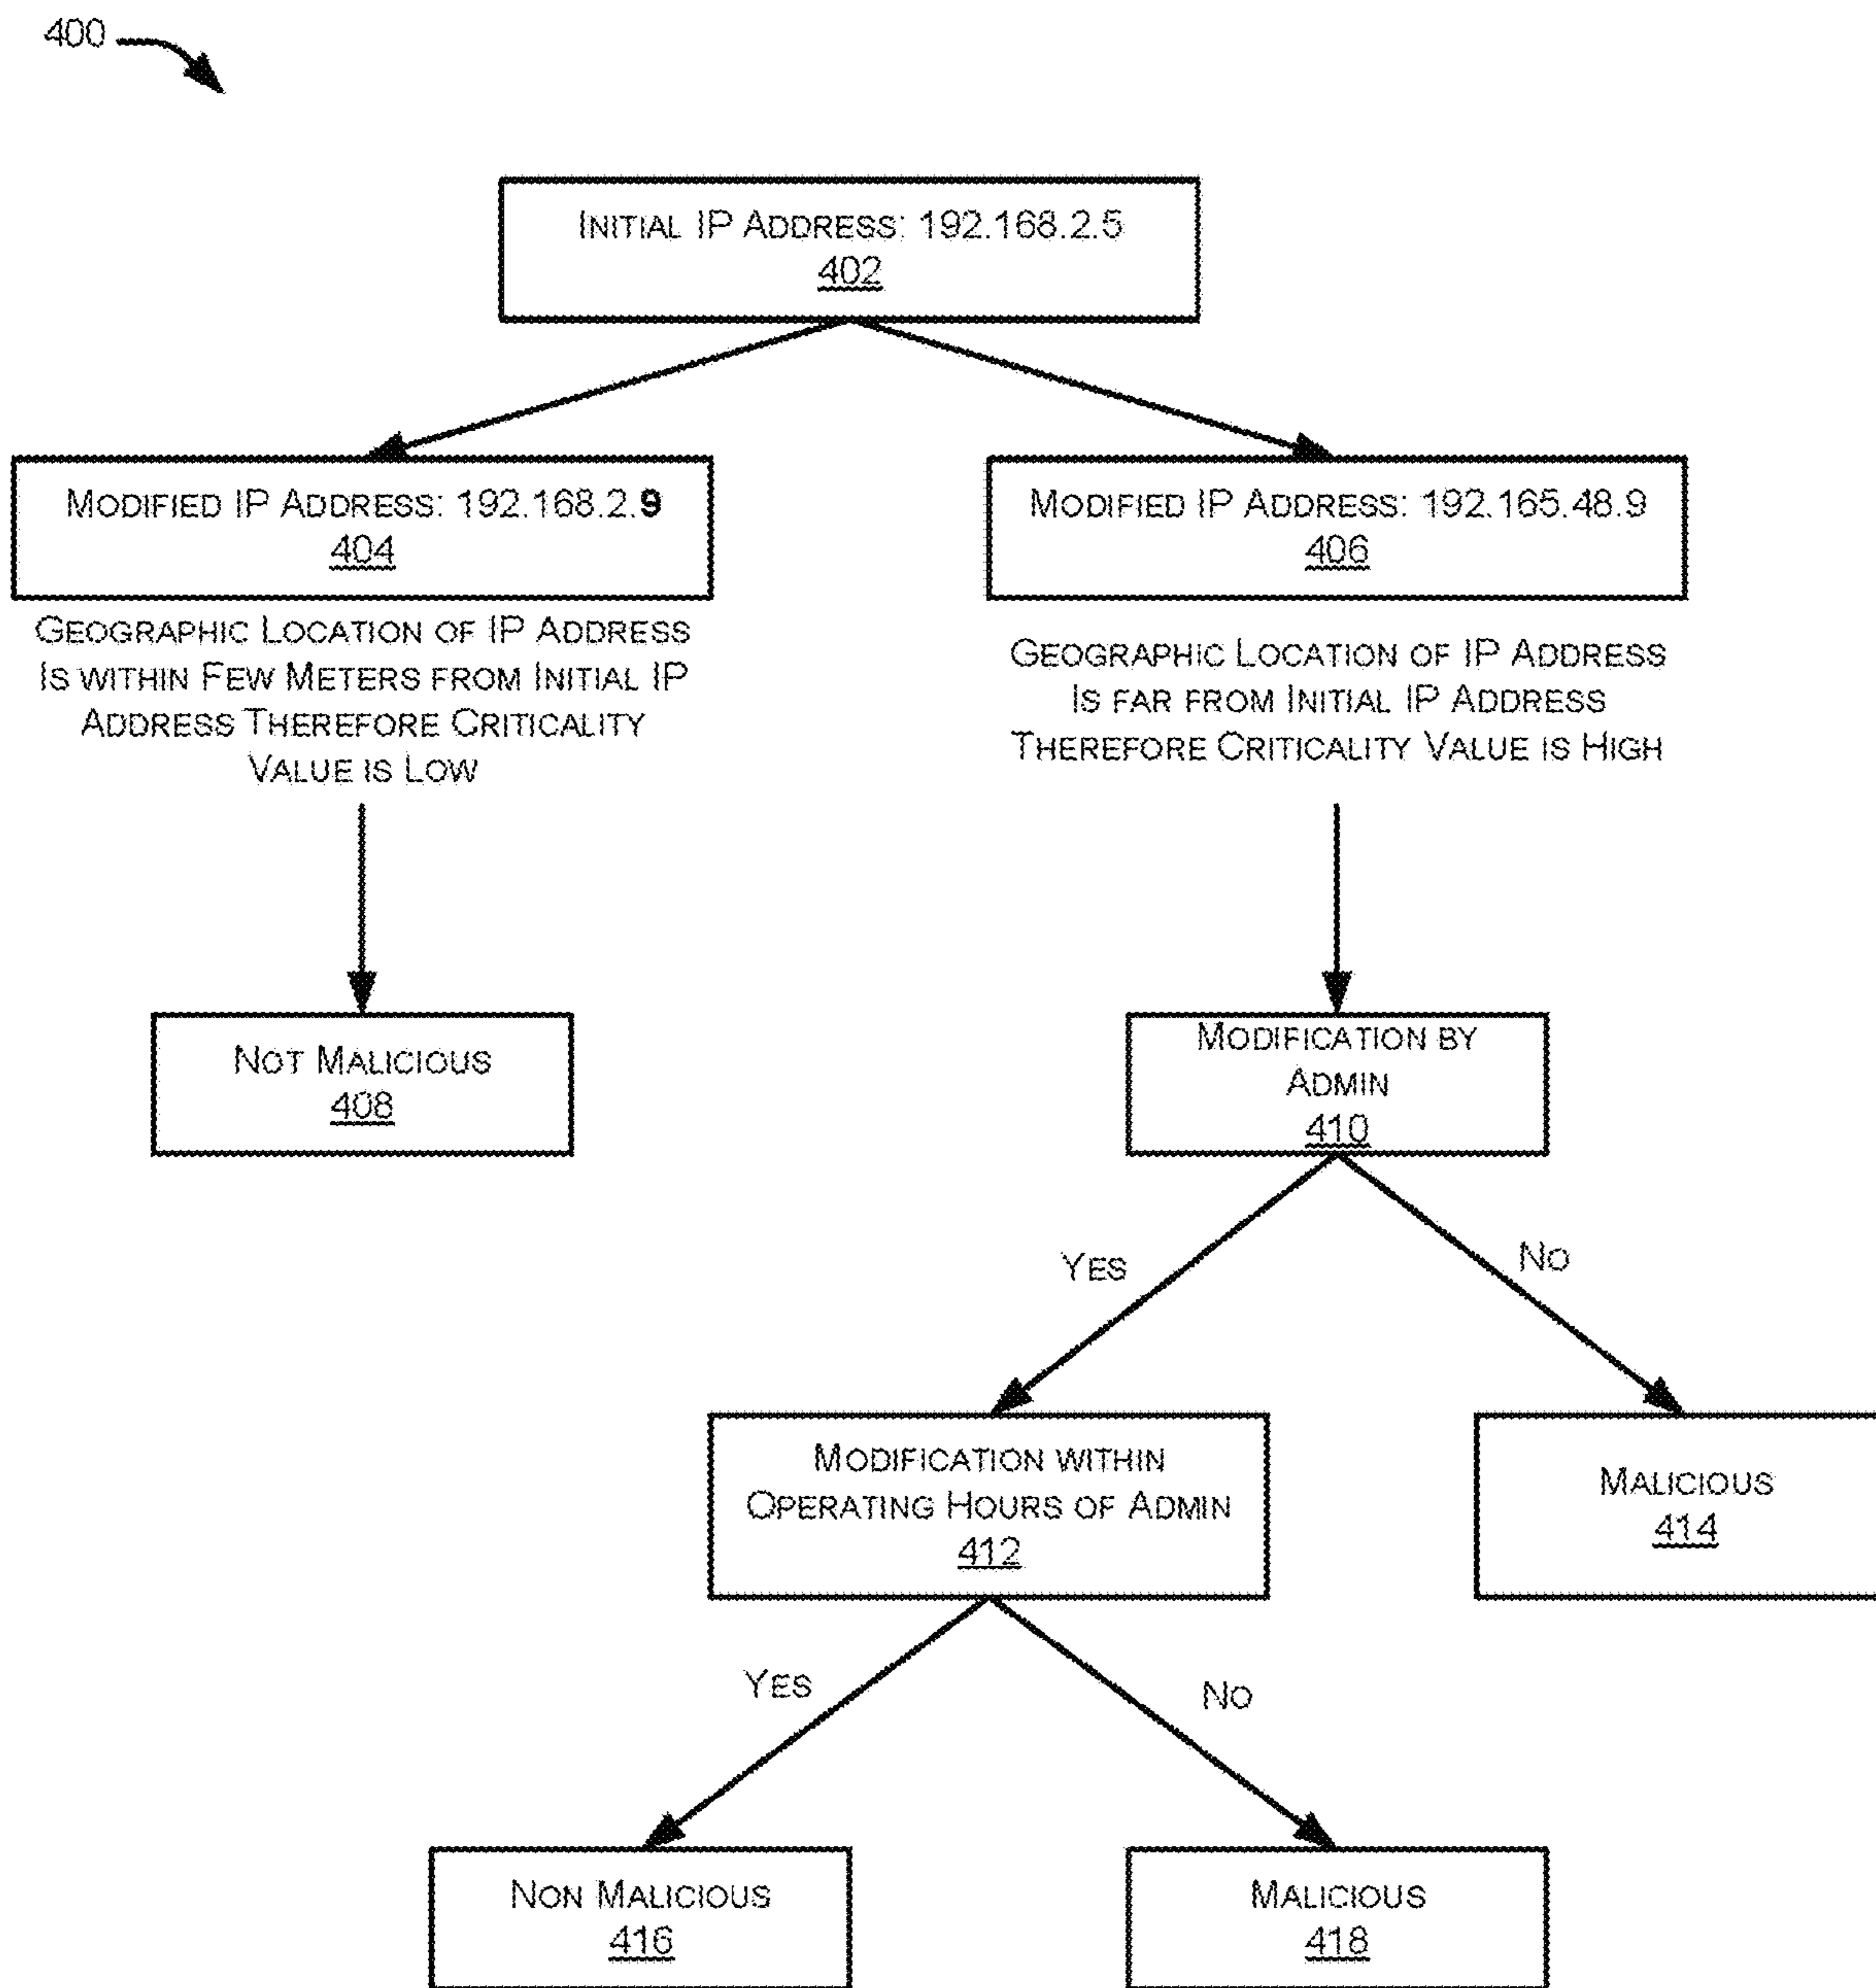 400
INITIAL IP ADDRESS: 192.168.2.5
402
MODIFIED IP ADDRESS: 192.168.2.9
404
MODIFIED IP ADDRESS: 192.165.48.9
406
GEOGRAPHIC LOCATION OF IP ADDRESS
IS WITHIN FEW METERS FROM INITIAL IP
ADDRESS THEREFORE CRITICALITY
VALUE IS LOW
GEOGRAPHIC LOCATION OF IP ADDRESS
IS FAR FROM INITIAL IP ADDRESS
THEREFORE CRITICALITY VALUE IS HIGH
NOT MALICIOUS
408
MODIFICATION BY
ADMIN
410
YES
NO
MODIFICATION WITHIN
OPERATING HOURS OF ADMIN
412
MALICIOUS
414
YES
NO
NON MALICIOUS
416
MALICIOUS
418